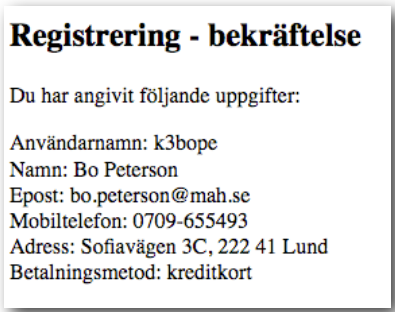 Registrering - bekräftelse
Du har angivit följande uppgifter:
Användarnamn: k3bope
Namn: Bo Peterson
Epost: bo.peterson@mah.se
Mobiltelefon: 0709-655493
Adress: Sofiavägen 3C, 222 41 Lund
Betalningsmetod: kreditkort